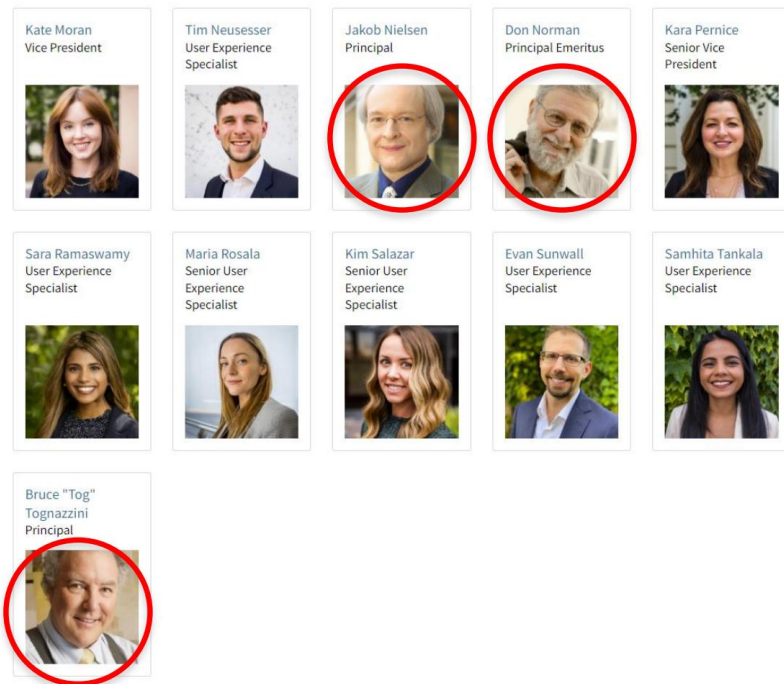 Kate Moran
Vice President
Tim Neusesser
User Experience
Specialist
Jakob Nielsen
Principal
Don Norman
Principal Emeritus
Kara Pernice
Senior Vice
President
Sara Ramaswamy
User Experience
Specialist
Maria Rosala
Senior User
Experience
Specialist
Kim Salazar
Senior User
Experience
Specialist
Evan Sunwall
User Experience
Specialist
Samhita Tankala
User Experience
Specialist
Bruce "Tog"
Tognazzini
Principal